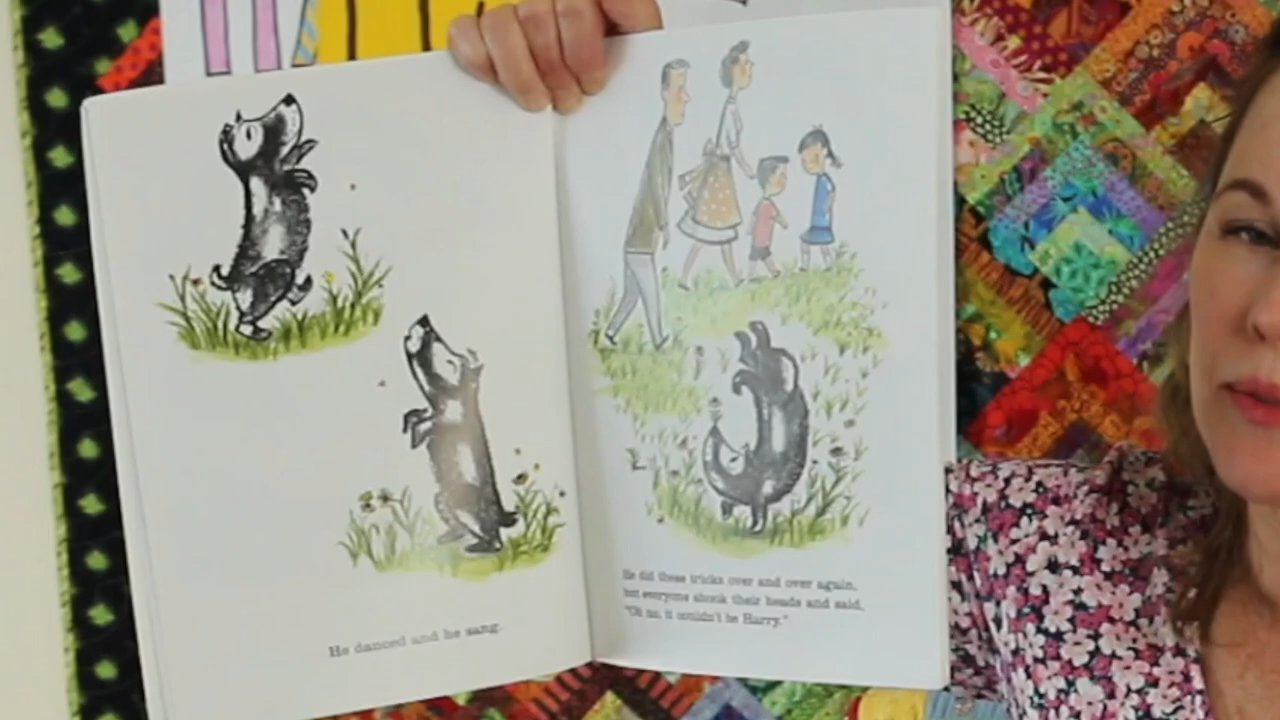 He danced and he sang.
He did these tricks over and over again,
but everyone shook their heads and said,
"Oh no, it couldn't be Harry."